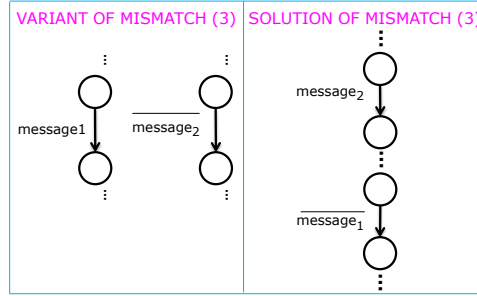 VARIANT OF MISMATCH (3)
SOLUTION OF MISMATCH (3)
message1
message2
message2
message1